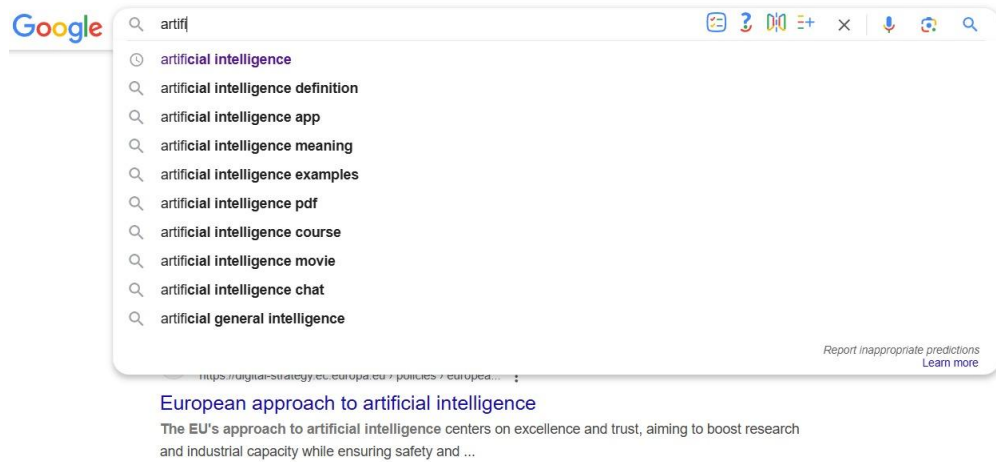 Google
artifi
artificial intelligence
artificial intelligence definition
artificial intelligence app
artificial intelligence meaning
artificial intelligence examples
artificial intelligence pdf
artificial intelligence course
artificial intelligence movie
artificial intelligence chat
artificial general intelligence
Report inappropriate predictions
Learn more
https://digital-strategy.ec.europa.eu › policies › europea...
European approach to artificial intelligence
The EU's approach to artificial intelligence centers on excellence and trust, aiming to boost research
and industrial capacity while ensuring safety and ...